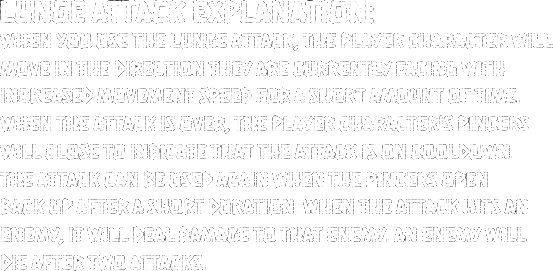 LUNGE ATTACK EXPLANATION:
WHEN YOU USE THE LUNGE ATTACK, THE PLAYER CHARACTER WILL
MOVE IN THE DIRECTION THEY ARE CURRENTLY FACING WITH
INCREASED MOVEMENT SPEED FOR A SHORT AMOUNT OF TIME.
WHEN THE ATTACK IS OVER, THE PLAYER CHARACTER'S PINCERS
WILL CLOSE TO INDICATE THAT THE ATTACK IS ON COOLDOWN.
THE ATTACK CAN BE USED AGAIN WHEN THE PINCERS OPEN
BACK UP AFTER A SHORT DURATION. WHEN THE ATTACK HITS AN
ENEMY, IT WILL DEAL DAMAGE TO THAT ENEMY. AN ENEMY WILL
DIE AFTER TWO ATTACKS.